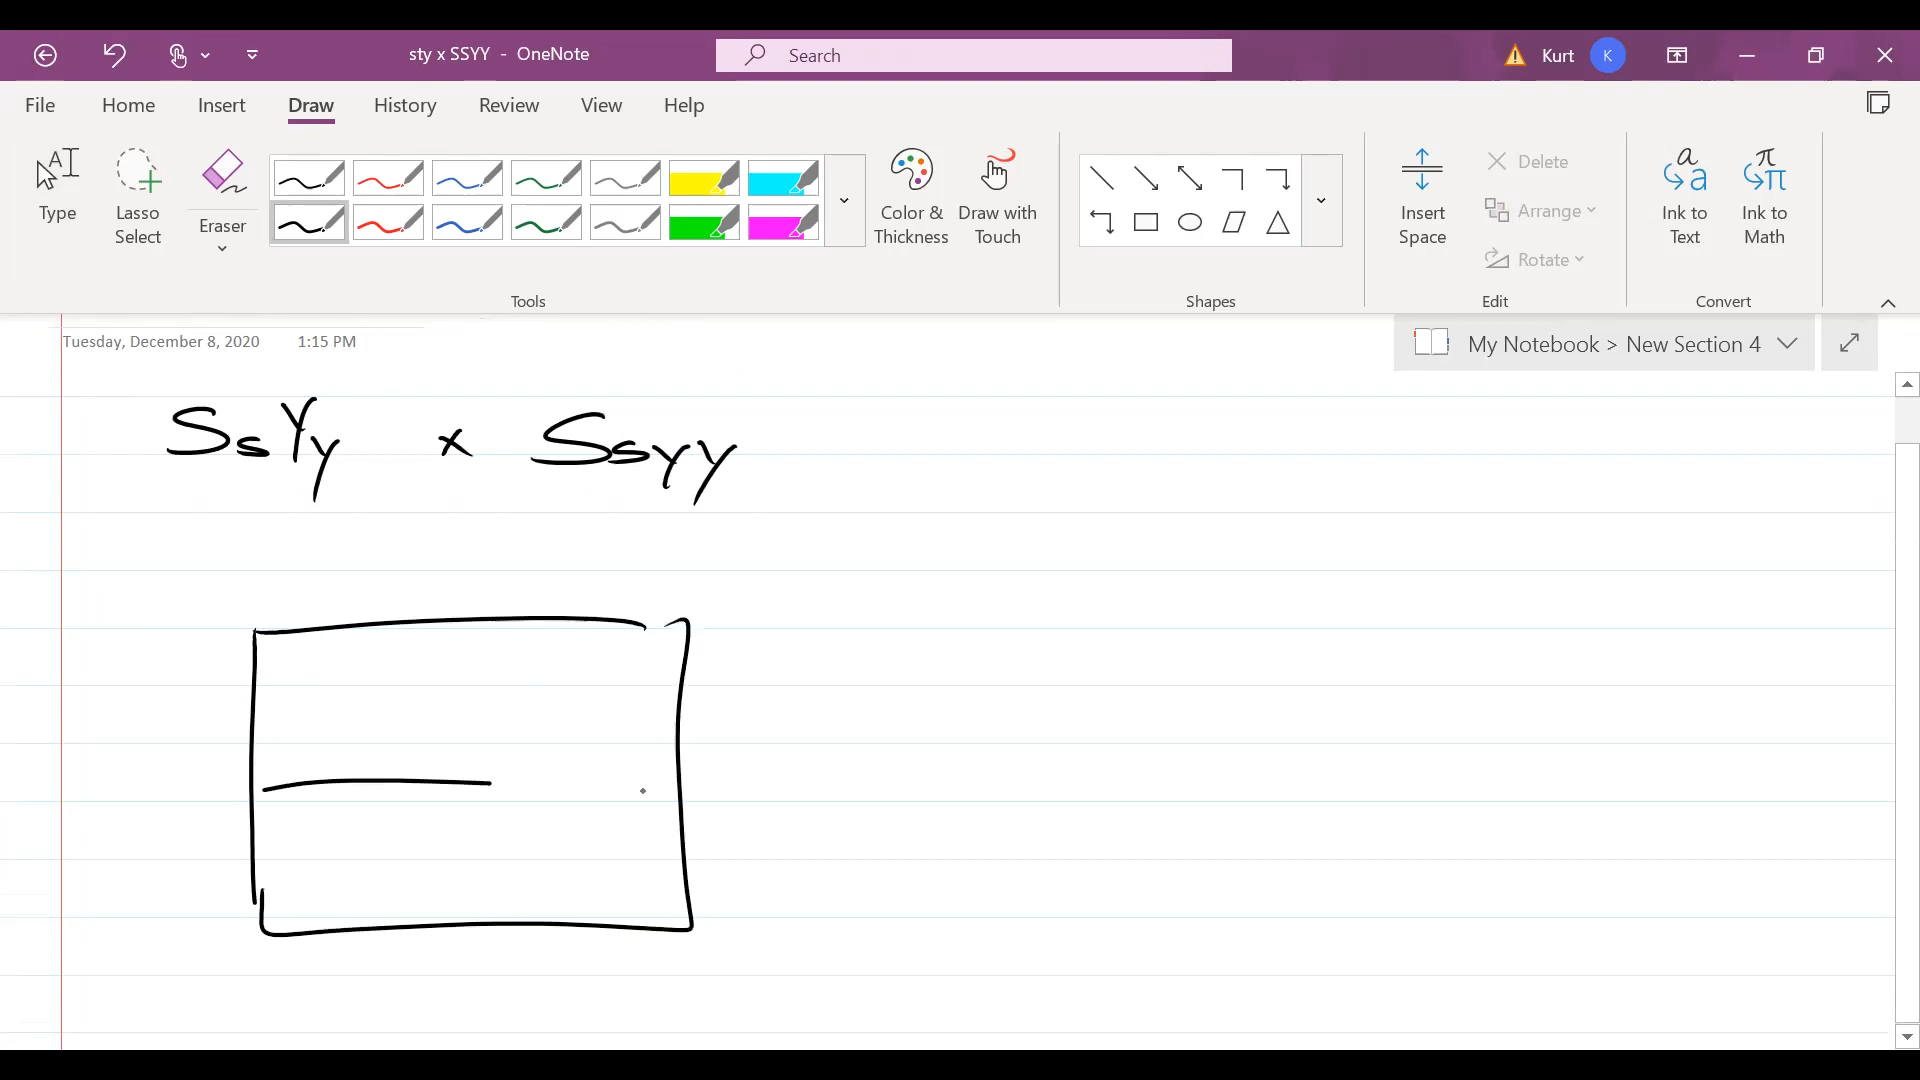 sty x SSYY - OneNote
Search
Kurt
K
File Home Insert Draw History Review View Help
Type
Lasso Select
Eraser
Color & Thickness
Draw with Touch
Insert Space
Delete
Arrange
Rotate
Ink to Text
Ink to Math
Tools
Shapes
Edit
Convert
Tuesday, December 8, 2020 1:15 PM
My Notebook > New Section 4
SsYy x Ssyy